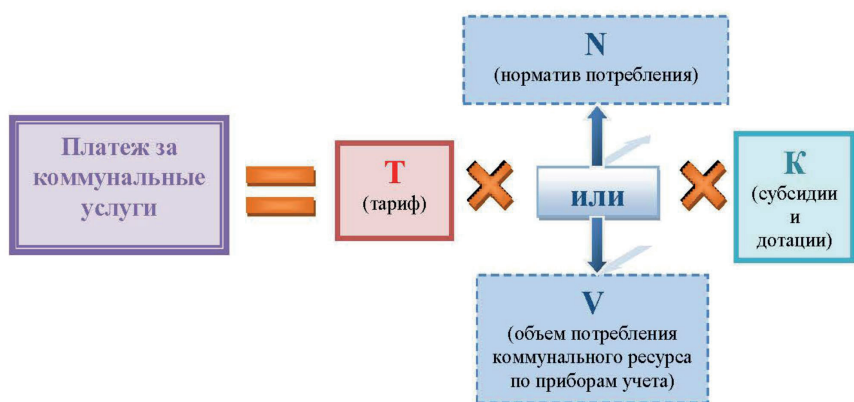 N
(норматив потребления)
Платеж за
коммунальные
услуги
=
Т
(тариф)
×
или
×
К
(субсидии
и
дотации)
V
(объем потребления
коммунального ресурса
по приборам учета)